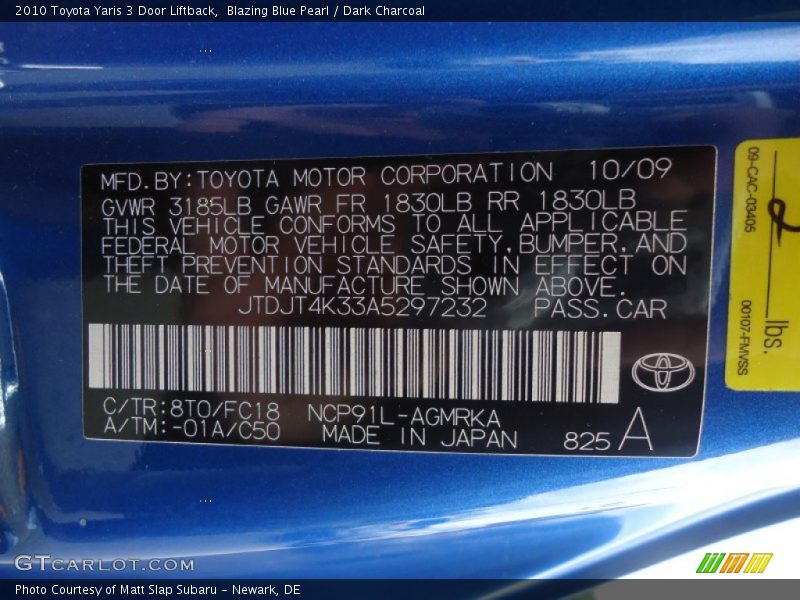 2010 Toyota Yaris 3 Door Liftback,  Blazing Blue Pearl / Dark Charcoal
MFD.BY:TOYOTA MOTOR CORPORATION 10/09
GVWR 3185LB GAWR FR 1830LB RR 1830LB
THIS VEHICLE CONFORMS TO ALL APPLICABLE
FEDERAL MOTOR VEHICLE SAFETY, BUMPER, AND
THEFT PREVENTION STANDARDS IN EFFECT ON
THE DATE OF MANUFACTURE SHOWN ABOVE.
JTDJT4K33A5297232 PASS.CAR
C/TR:8T0/FC18 NCP91L-AGMRKA
A/TM:-01A/C50 MADE IN JAPAN 825 A
09-CAC-03405
2 lbs.
00107-FMVSS
GTCARLOT.COM
Photo Courtesy of Matt Slap Subaru - Newark, DE